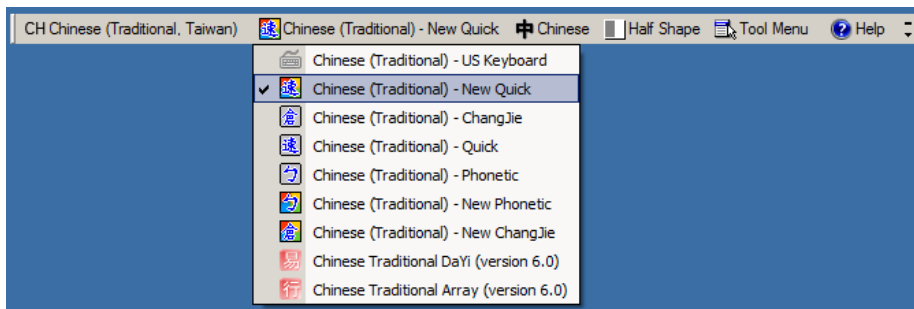 CH Chinese (Traditional, Taiwan) 速 Chinese (Traditional) - New Quick 中 Chinese Half Shape Tool Menu ? Help
Chinese (Traditional) - US Keyboard
速 Chinese (Traditional) - New Quick
倉 Chinese (Traditional) - ChangJie
速 Chinese (Traditional) - Quick
ㄅ Chinese (Traditional) - Phonetic
ㄅ Chinese (Traditional) - New Phonetic
倉 Chinese (Traditional) - New ChangJie
易 Chinese Traditional DaYi (version 6.0)
行 Chinese Traditional Array (version 6.0)